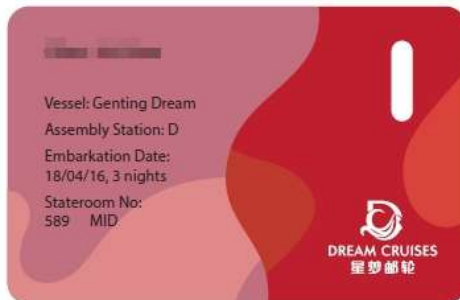 Vessel: Genting Dream
Assembly Station: D
Embarkation Date:
18/04/16, 3 nights
Stateroom No:
589 MID
DREAM CRUISES
星梦邮轮